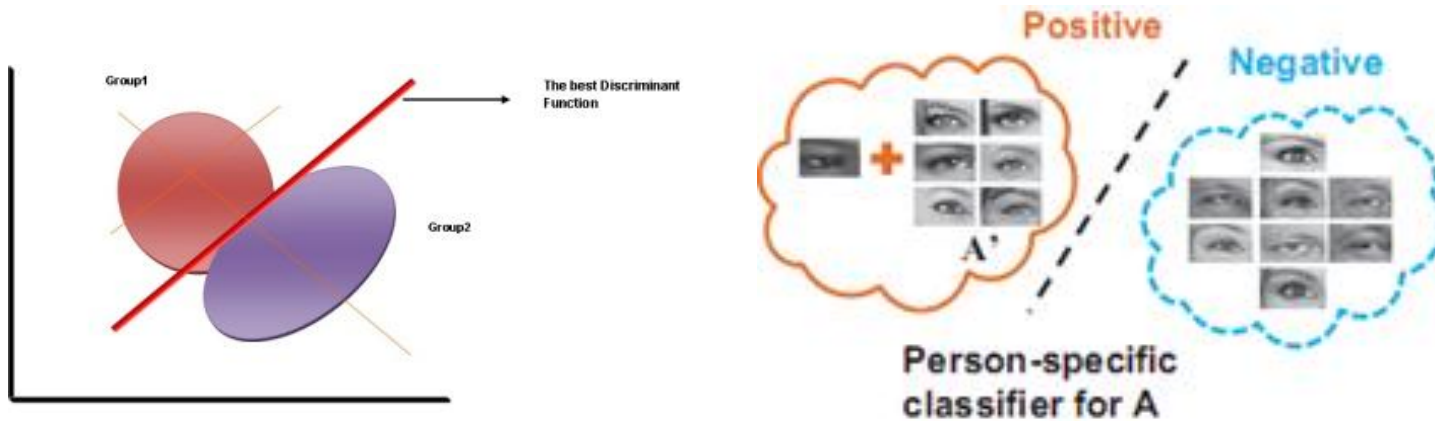 Group1
The best Discriminant
Function
Group2
Positive
Negative
A'
Person-specific
classifier for A